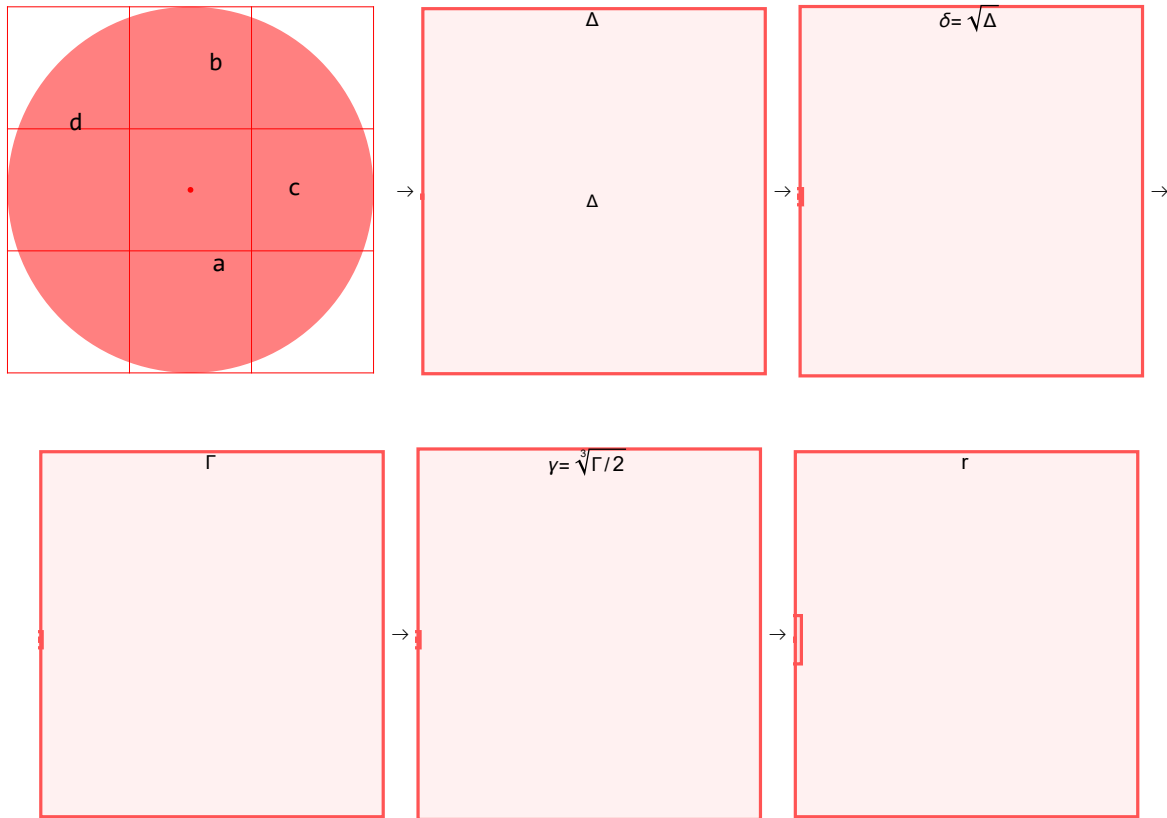 b
d
c
a
→
Δ
Δ
→
δ= √Δ
→
Γ
→
γ= ∛Γ/2
→
r